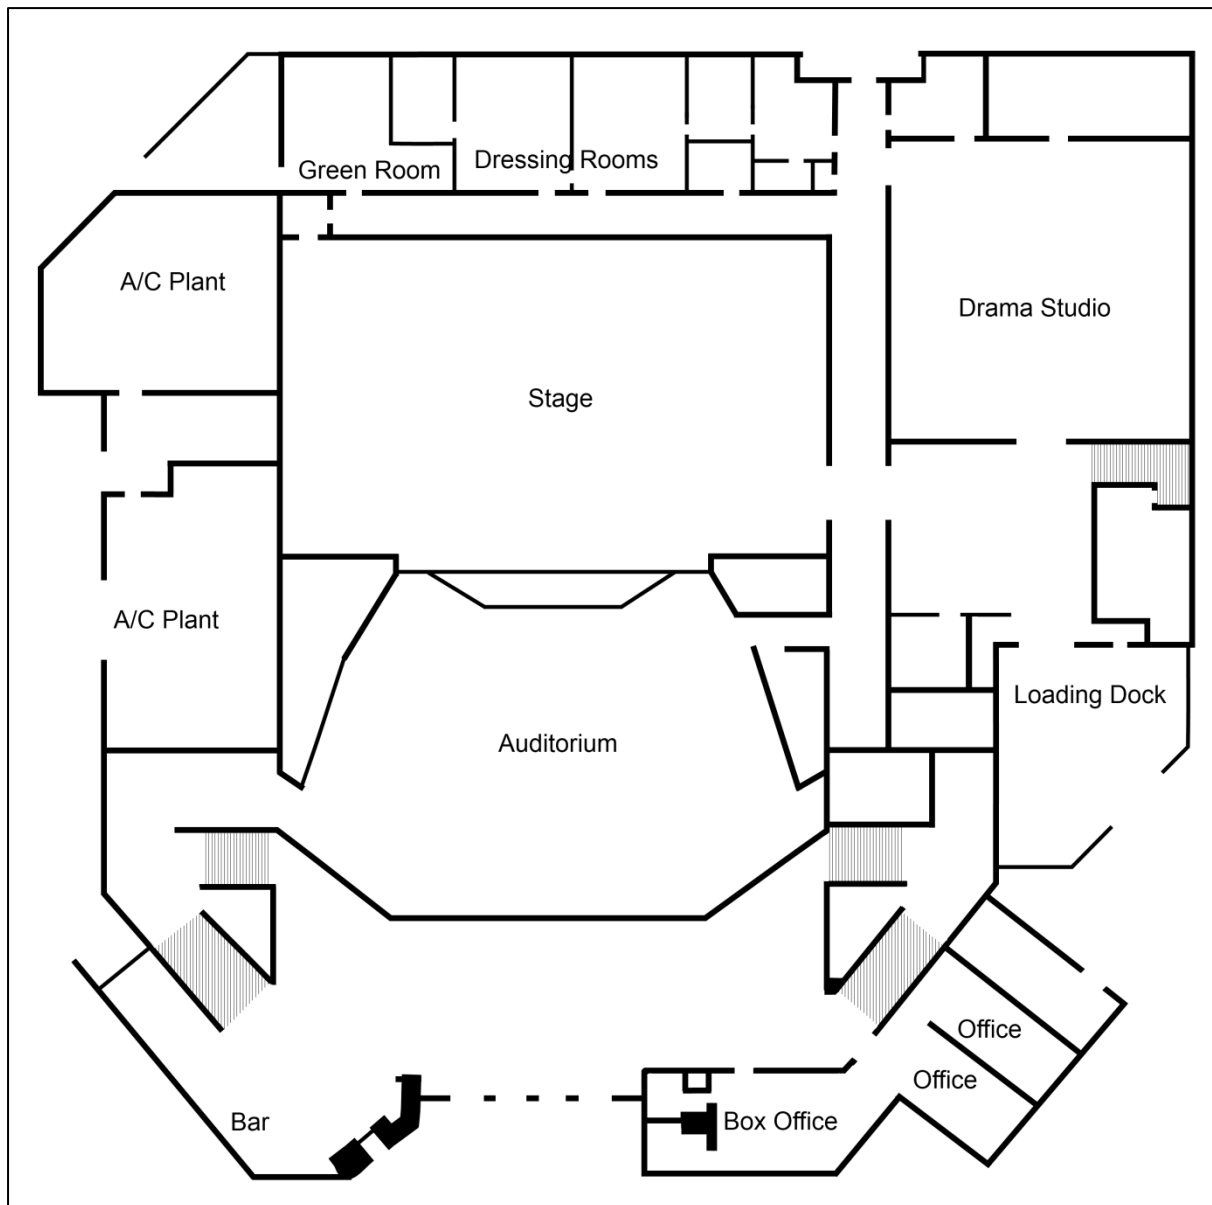 Green Room
Dressing Rooms
A/C Plant
Drama Studio
Stage
A/C Plant
Loading Dock
Auditorium
Office
Office
Bar
Box Office